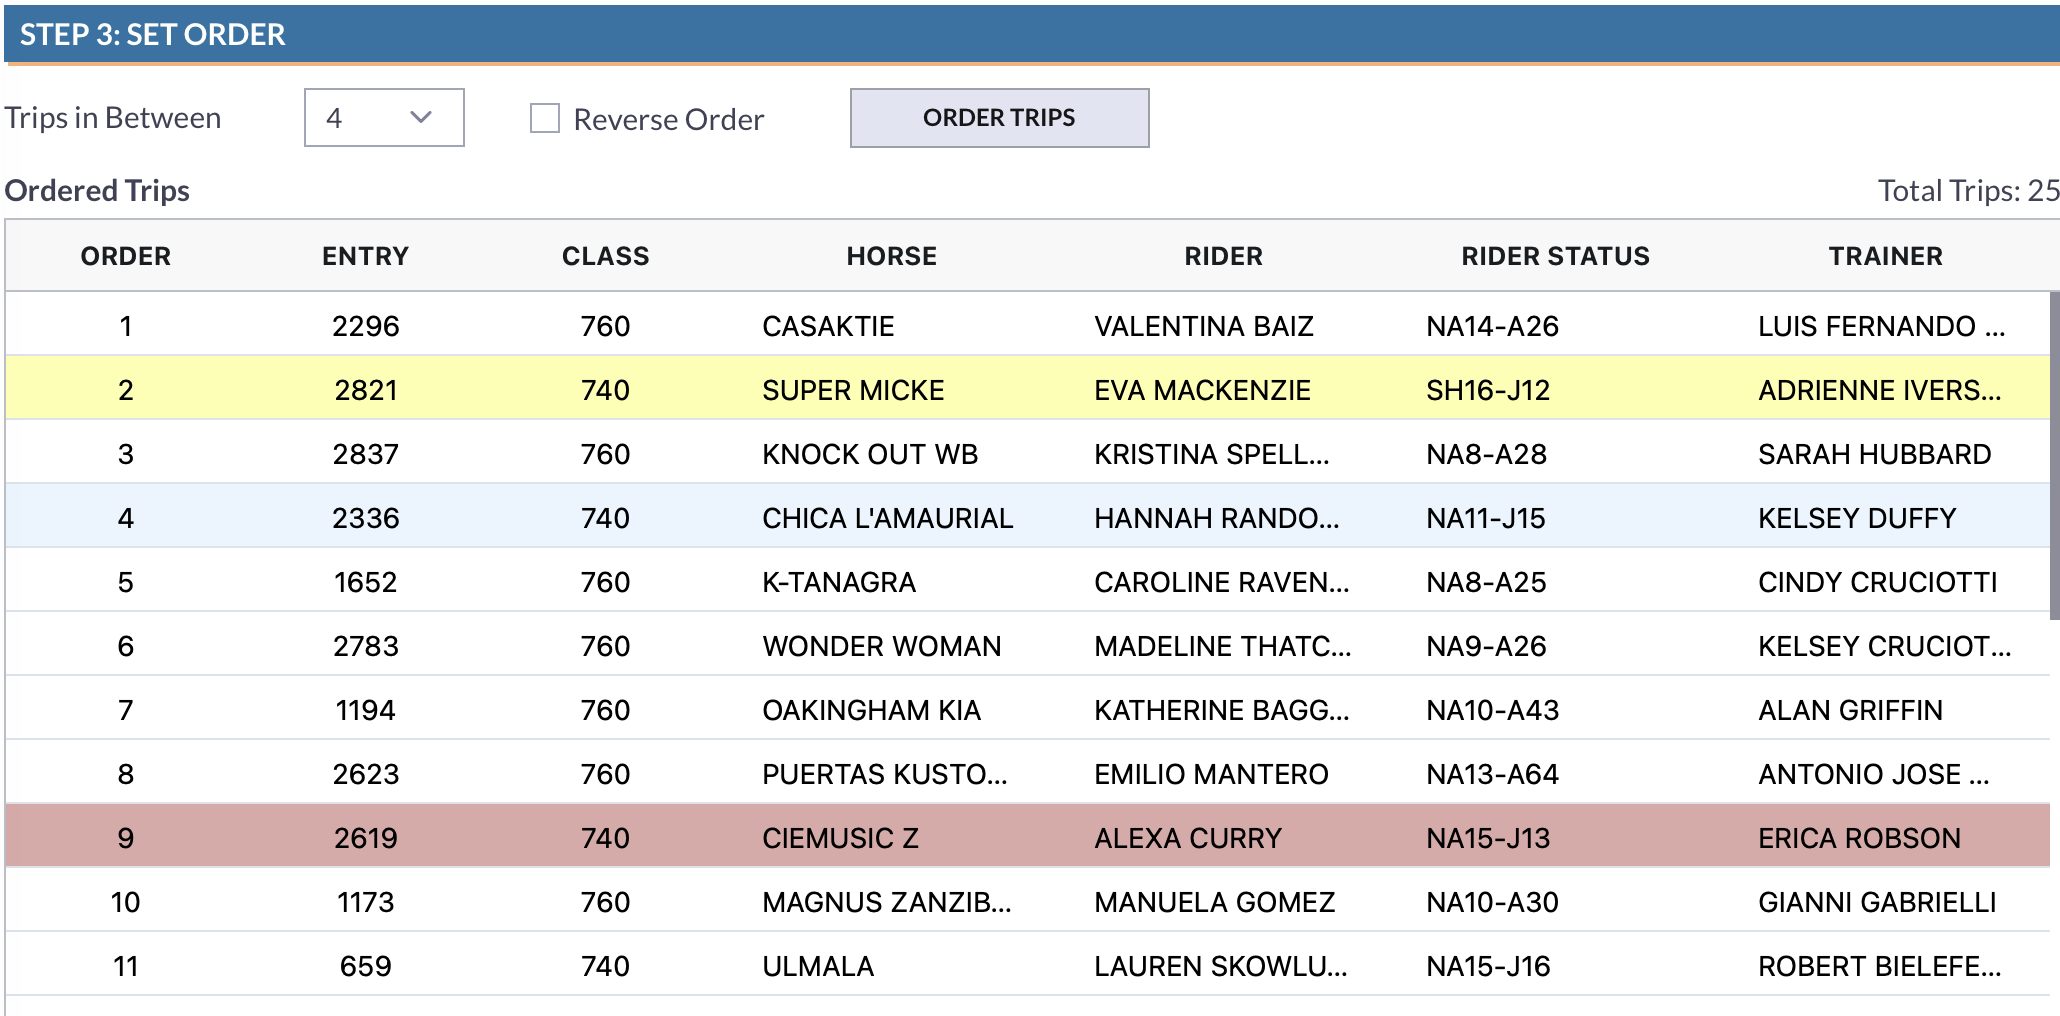 STEP 3: SET ORDER
Trips in Between 4 Reverse Order ORDER TRIPS
Ordered Trips Total Trips: 25
ORDER ENTRY CLASS HORSE RIDER RIDER STATUS TRAINER
1 2296 760 CASAKTIE VALENTINA BAIZ NA14-A26 LUIS FERNANDO ...
2 2821 740 SUPER MICKE EVA MACKENZIE SH16-J12 ADRIENNE IVERS...
3 2837 760 KNOCK OUT WB KRISTINA SPELL... NA8-A28 SARAH HUBBARD
4 2336 740 CHICA L'AMAURIAL HANNAH RANDO... NA11-J15 KELSEY DUFFY
5 1652 760 K-TANAGRA CAROLINE RAVEN... NA8-A25 CINDY CRUCIOTTI
6 2783 760 WONDER WOMAN MADELINE THATC... NA9-A26 KELSEY CRUCIOT...
7 1194 760 OAKINGHAM KIA KATHERINE BAGG... NA10-A43 ALAN GRIFFIN
8 2623 760 PUERTAS KUSTO... EMILIO MANTERO NA13-A64 ANTONIO JOSE ...
9 2619 740 CIEMUSIC Z ALEXA CURRY NA15-J13 ERICA ROBSON
10 1173 760 MAGNUS ZANZIB... MANUELA GOMEZ NA10-A30 GIANNI GABRIELLI
11 659 740 ULMALA LAUREN SKOWLU... NA15-J16 ROBERT BIELEFE...